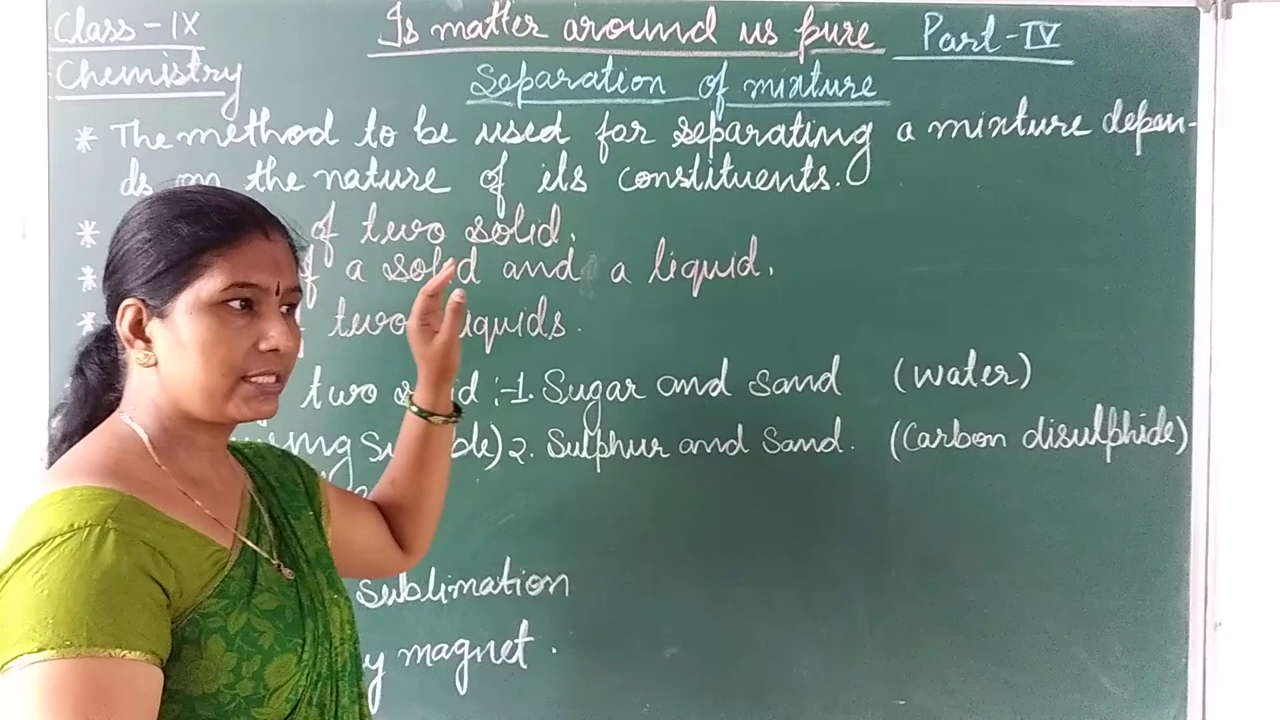 Class-IX Is matter around us pure Part-IV
Chemistry Separation of mixture
* The method to be used for separating a mixture depen-
ds on the nature of its constituents.
* of two solid.
* of a solid and a liquid.
* two liquids.
two solid :-1. Sugar and Sand (water)
2. Sulphur and Sand. (Carbon disulphide)
sublimation
magnet.